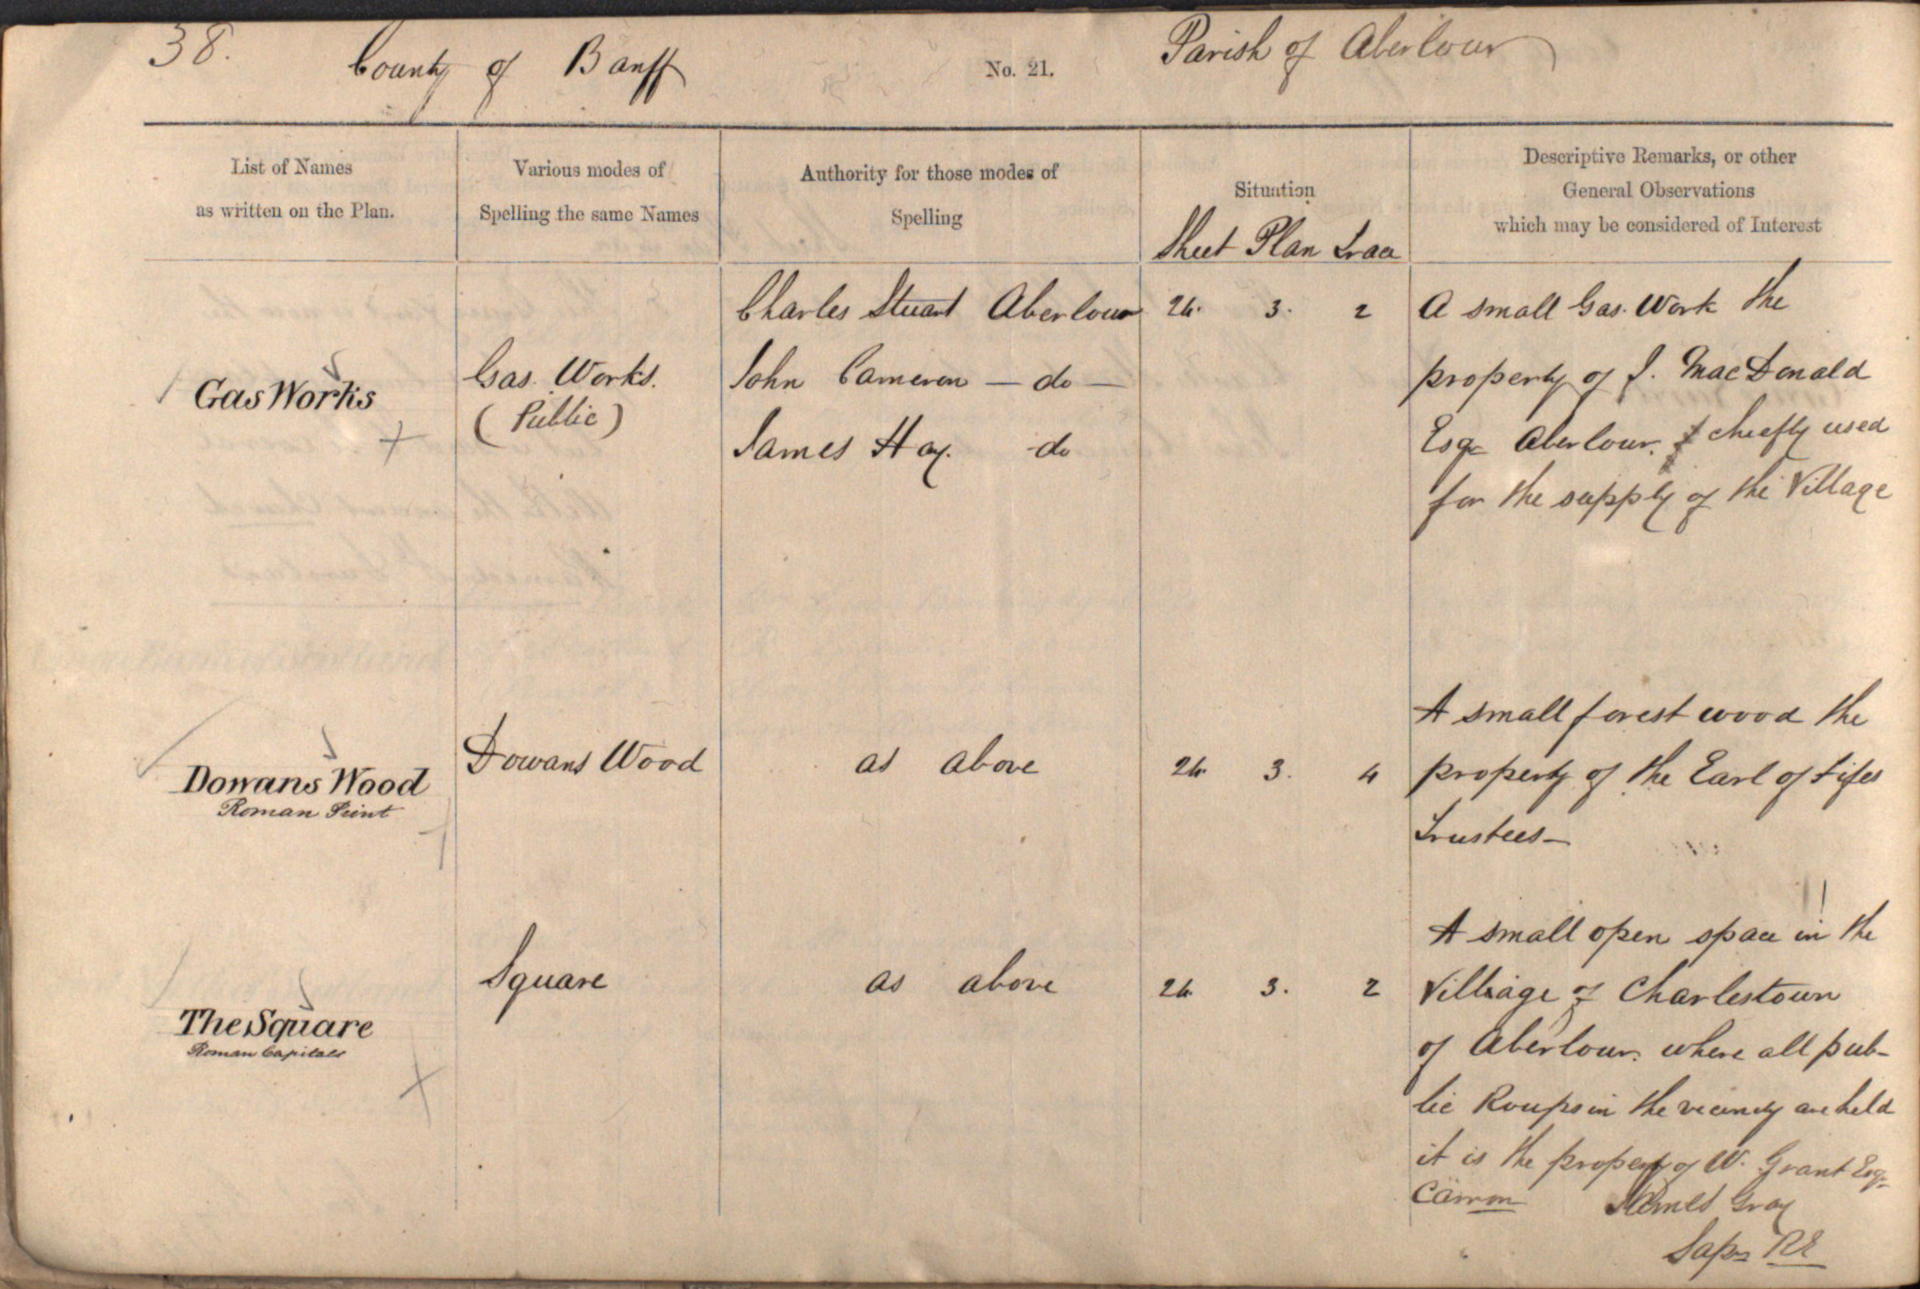 38. County of Banff No. 21. Parish of Aberlour
List of Names
as written on the Plan.
Various modes of
Spelling the same Names
Authority for those modes of
Spelling
Situation
Sheet Plan Trace
Descriptive Remarks, or other
General Observations
which may be considered of Interest
Gas Works
Gas. Works.
(Public)
Charles Stuart Aberlour
John Cameron — do —
James Hay. do
24. 3. 2
A small Gas. Work the
property of J. MacDonald
Esqr Aberlour. & chiefly used
for the supply of the Village
Dowans Wood
Roman Print
Dowans Wood
as above
24. 3. 4
A small forest wood the
property of the Earl of Fifes
Trustees—
The Square
Roman Capitals
Square
as above
24. 3. 2
A small open space in the
Village of Charlestown
of Aberlour. where all pub-
lic Roups in the vicinity are held
it is the property of W. Grant Esqr.
Carron James Gray
Sapr RE